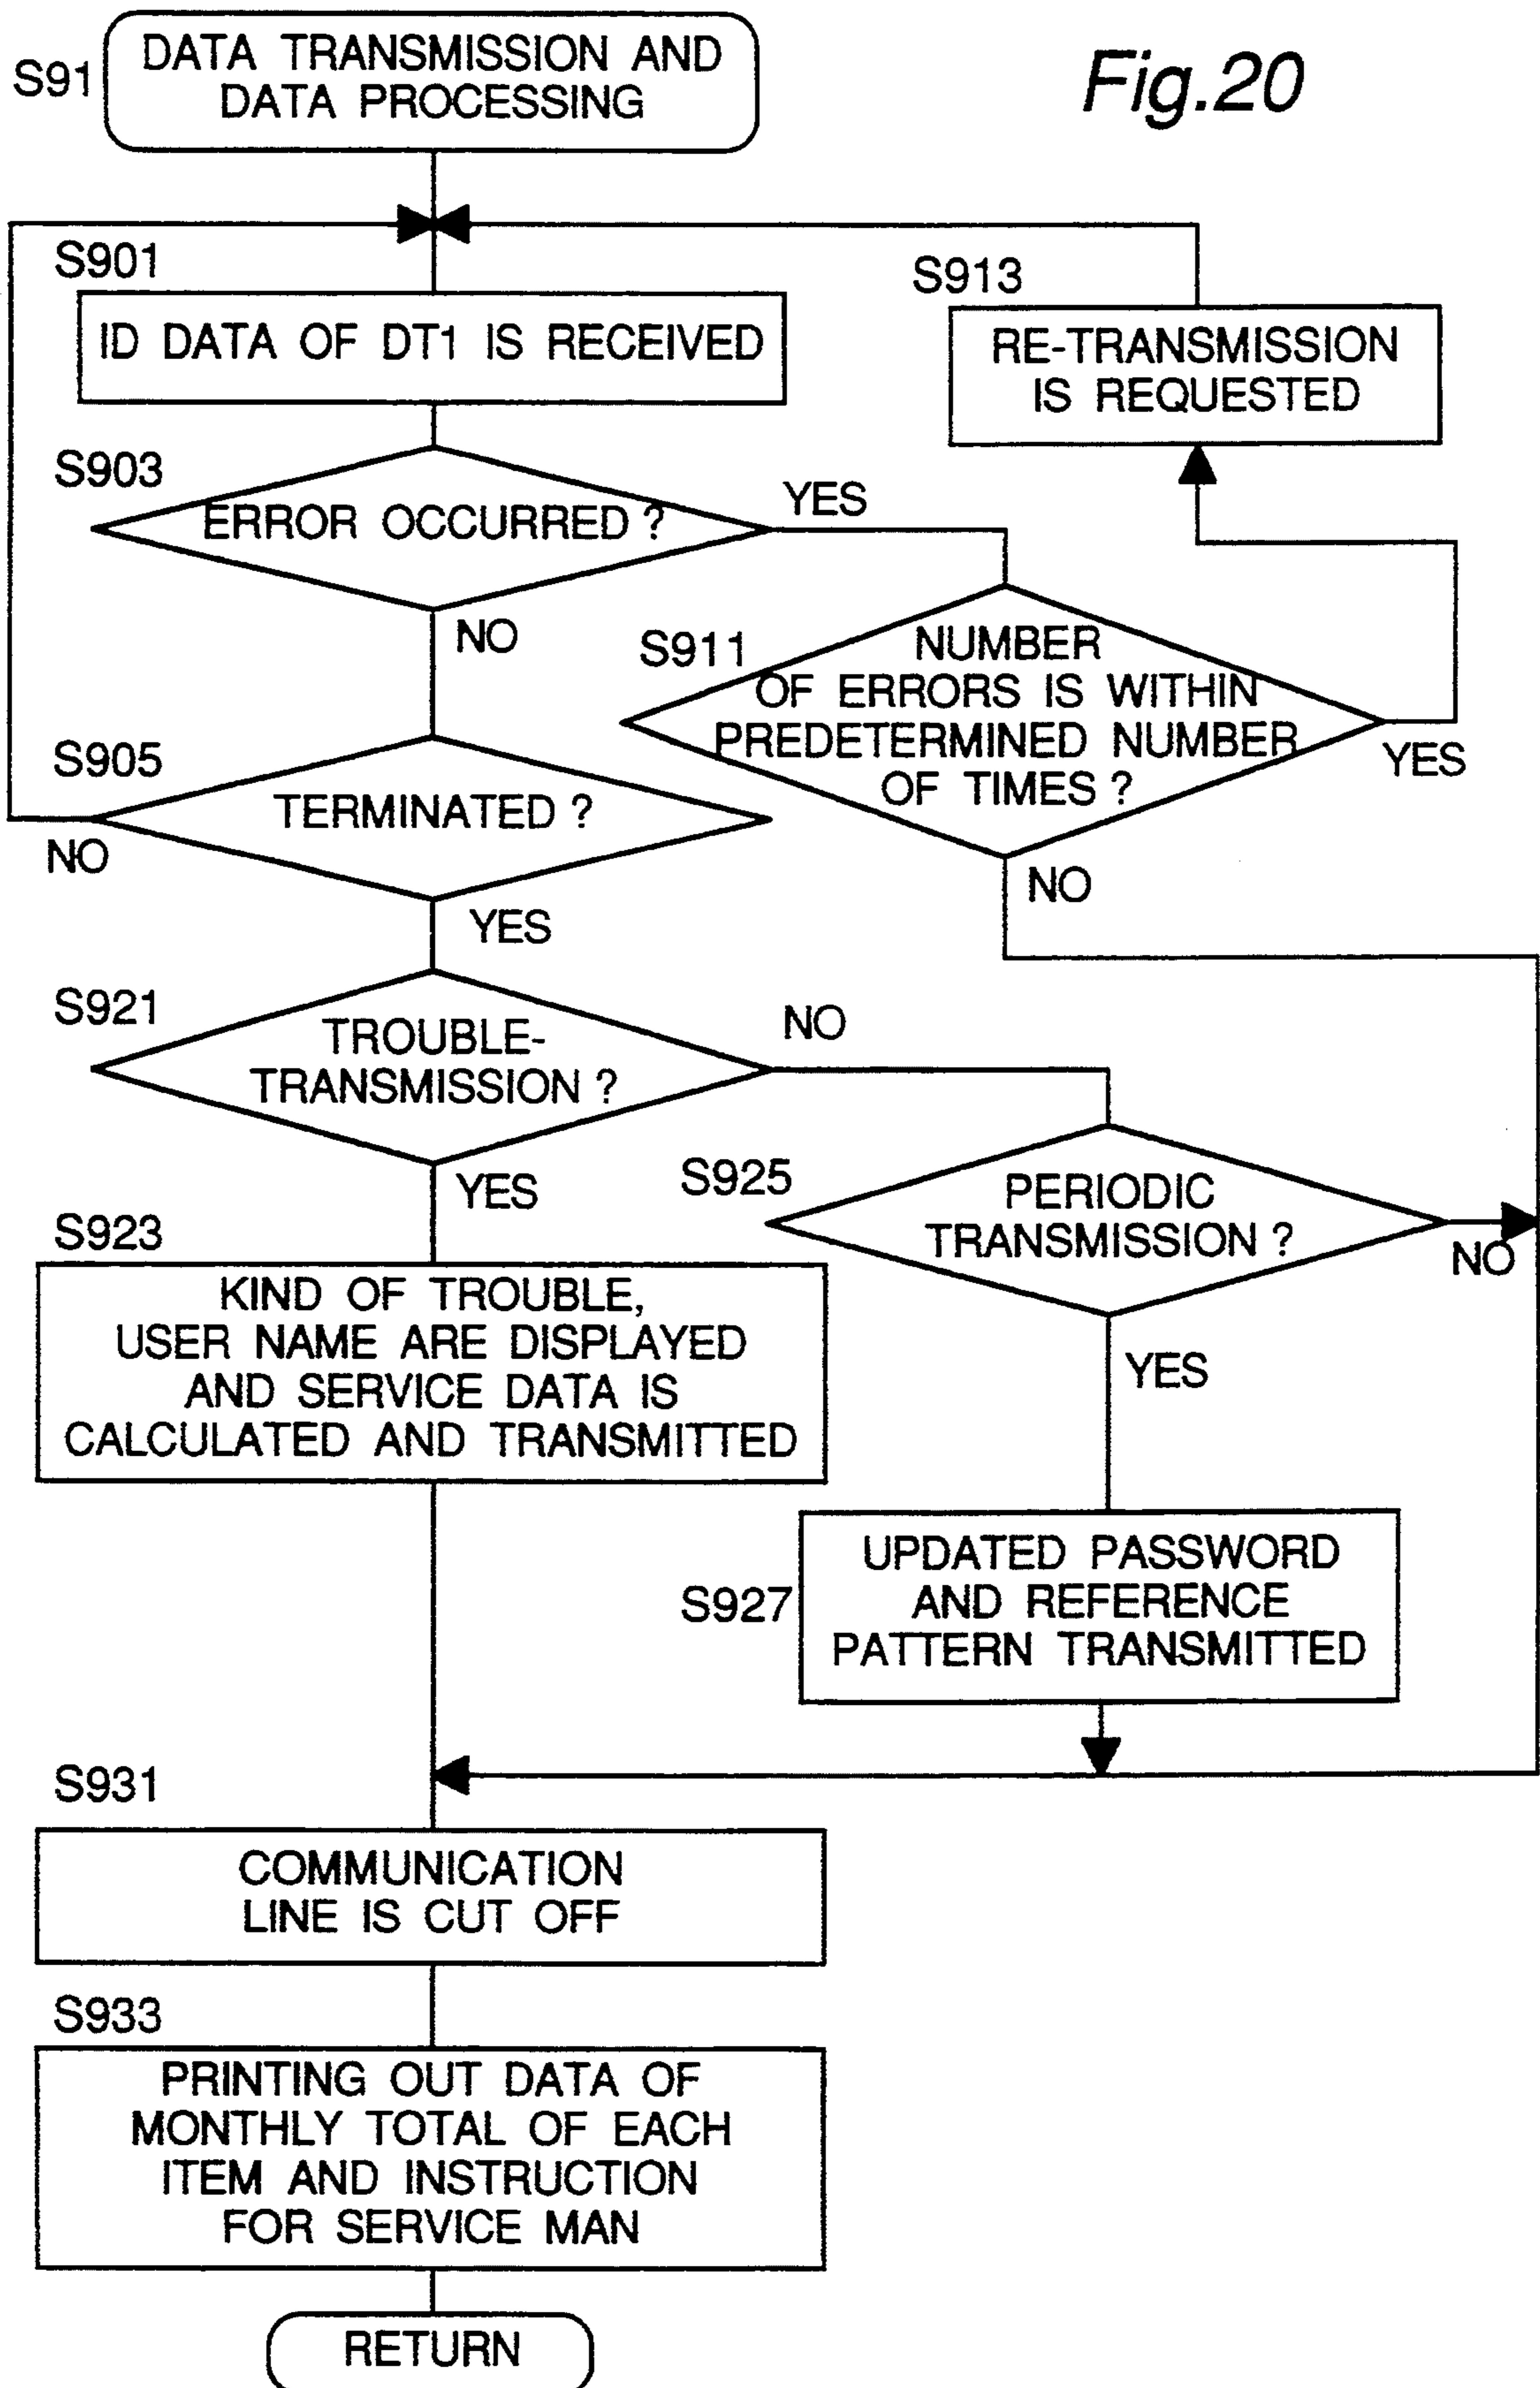 Fig.20
S91
DATA TRANSMISSION AND
DATA PROCESSING
S901
ID DATA OF DT1 IS RECEIVED
S913
RE-TRANSMISSION
IS REQUESTED
S903
ERROR OCCURRED ?
YES
NO
S911
NUMBER
OF ERRORS IS WITHIN
PREDETERMINED NUMBER
OF TIMES ?
YES
NO
S905
TERMINATED ?
NO
YES
S921
TROUBLE-
TRANSMISSION ?
NO
YES
S925
PERIODIC
TRANSMISSION ?
NO
YES
S923
KIND OF TROUBLE,
USER NAME ARE DISPLAYED
AND SERVICE DATA IS
CALCULATED AND TRANSMITTED
S927
UPDATED PASSWORD
AND REFERENCE
PATTERN TRANSMITTED
S931
COMMUNICATION
LINE IS CUT OFF
S933
PRINTING OUT DATA OF
MONTHLY TOTAL OF EACH
ITEM AND INSTRUCTION
FOR SERVICE MAN
RETURN